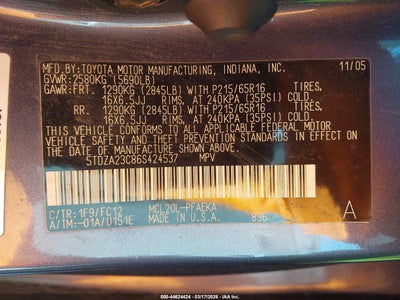 MFD.BY:TOYOTA MOTOR MANUFACTURING, INDIANA, INC. 11/05
GVWR:2580KG (5690LB)
GAWR:FRT. 1290KG (2845LB)WITH P215/65R16 TIRES,
16X6.5JJ RIMS, AT 240KPA (35PSI) COLD.
RR. 1290KG (2845LB)WITH P215/65R16 TIRES,
16X6.5JJ RIMS, AT 240KPA (35PSI) COLD.
THIS VEHICLE CONFORMS TO ALL APPLICABLE FEDERAL MOTOR
VEHICLE SAFETY AND THEFT PREVENTION STANDARDS IN EFFECT ON
THE DATE OF MANUFACTURE SHOWN ABOVE.
5TDZA23C86S424537 MPV
C/TR:1F9/FC12 MCL20L-PFAEKA
A/TM:-01A/U151E MADE IN U.S.A. 896 A
000-44624424 - 03/17/2026 - IAA Holdings, LLC